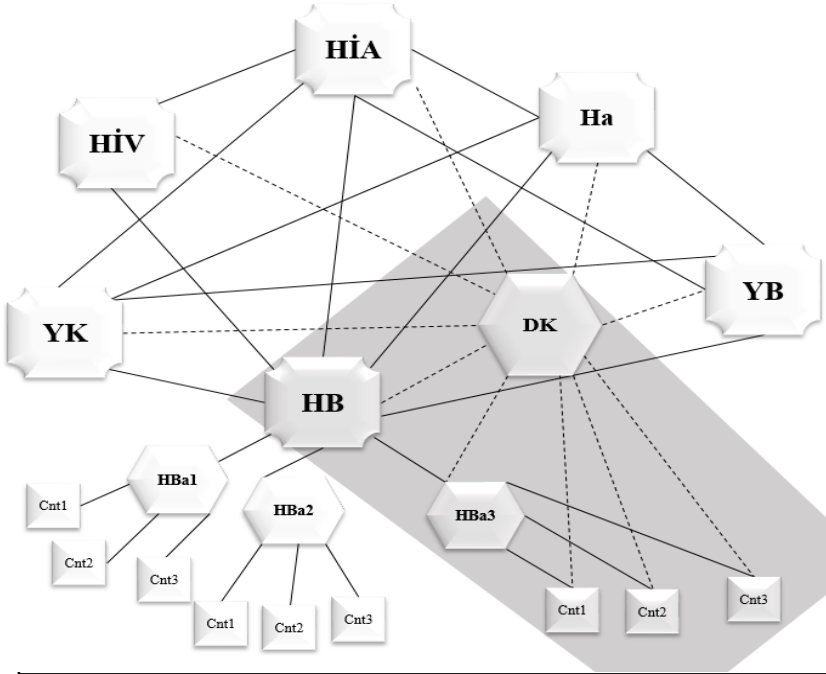 HİA
Ha
HİV
YB
DK
YK
HB
HBa1
HBa2
HBa3
Cnt1
Cnt2
Cnt3
Cnt1
Cnt2
Cnt3
Cnt1
Cnt2
Cnt3